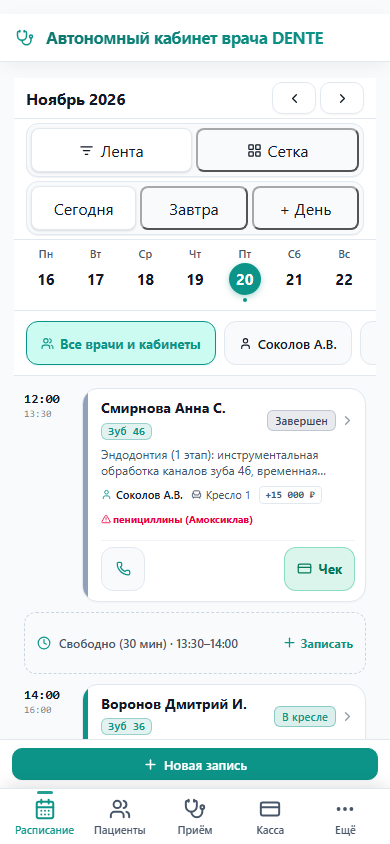 Автономный кабинет врача DENTE
Ноябрь 2026
Лента
Сетка
Сегодня
Завтра
+ День
Пн Вт Ср Чт Пт Сб Вс
16 17 18 19 20 21 22
Все врачи и кабинеты
Соколов А.В.
12:00
13:30
Смирнова Анна С.
Завершен
Зуб 46
Эндодонтия (1 этап): инструментальная
обработка каналов зуба 46, временная...
Соколов А.В. Кресло 1 +15 000 ₽
пенициллины (Амоксиклав)
Чек
Свободно (30 мин) · 13:30–14:00
+ Записать
14:00
16:00
Воронов Дмитрий И.
В кресле
Зуб 36
+ Новая запись
Расписание Пациенты Приём Касса Ещё